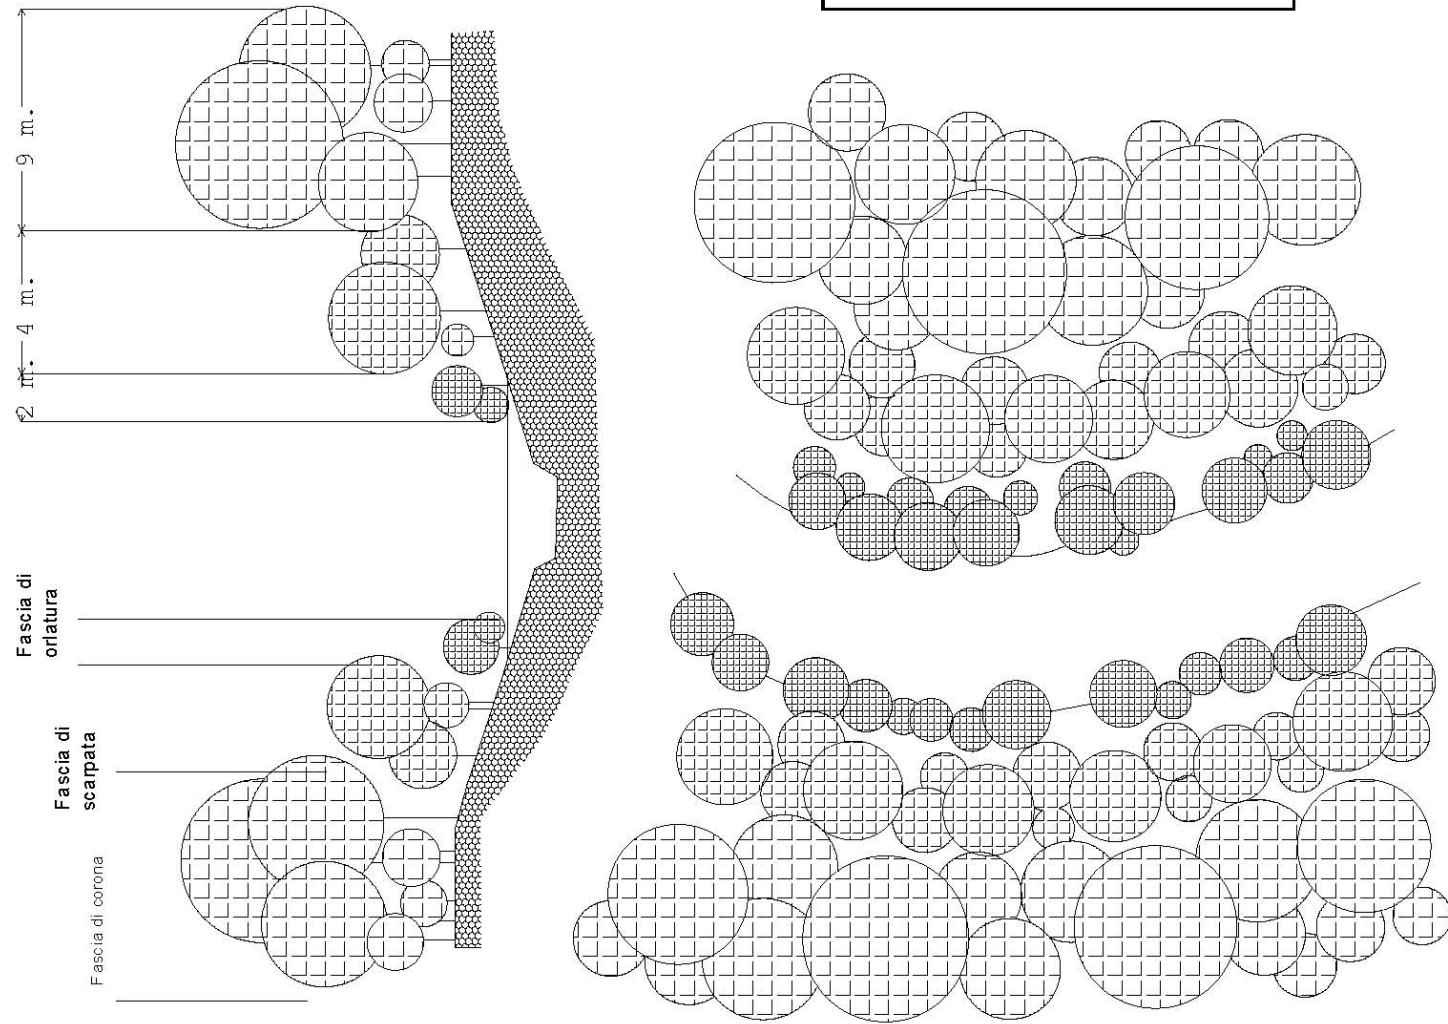 9 m.
4 m.
2 m.
Fascia di
orlatura
Fascia di
scarpata
Fascia di corona